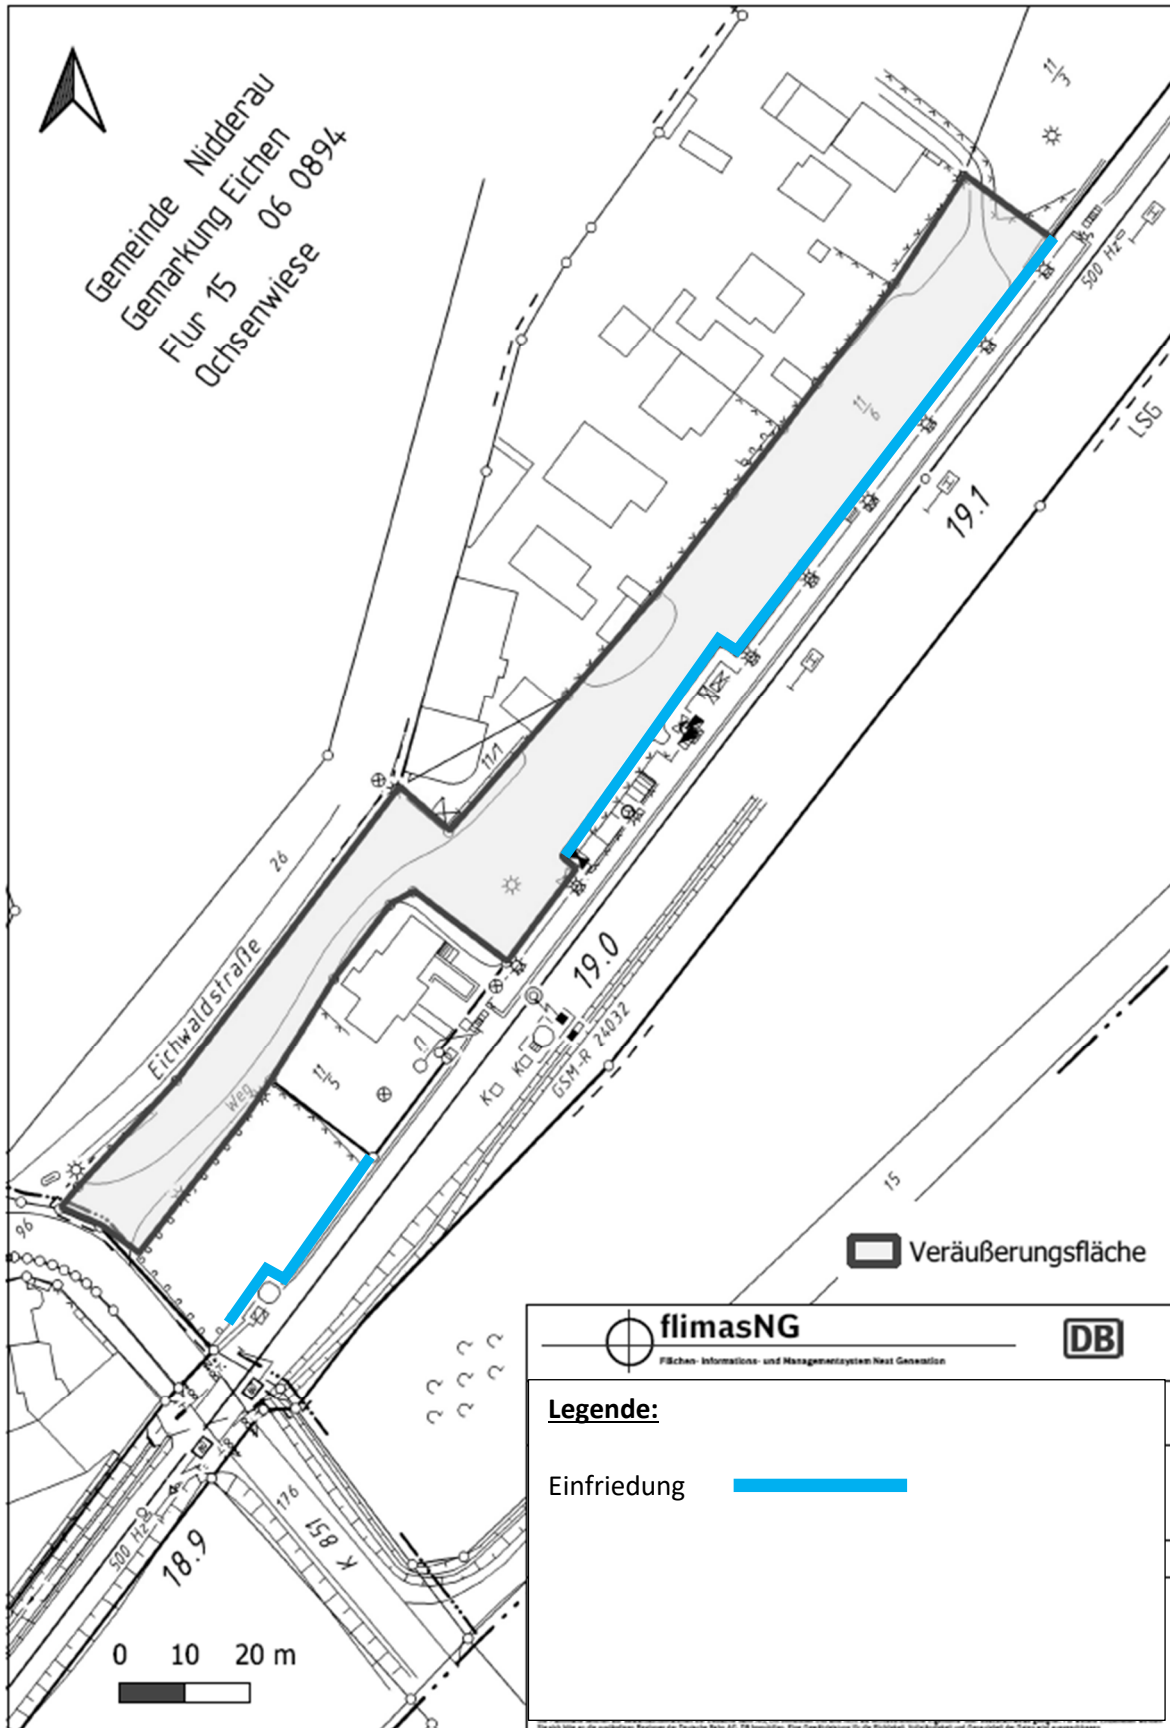 Gemeinde Nidderau
Gemarkung Eichen
Flur 15 06 0894
Ochsenwiese
11/3
500 Hz
LSG
11/6
19.1
11/1
26
Eichwaldstraße
19.0
GSM-R 24032
K
K
11/5
Weg
96
15
Veräußerungsfläche
flimasNG
Flächen- Informations- und Managementsystem Next Generation
DB
Legende:
Einfriedung
176
K 851
500 Hz
18.9
0 10 20 m